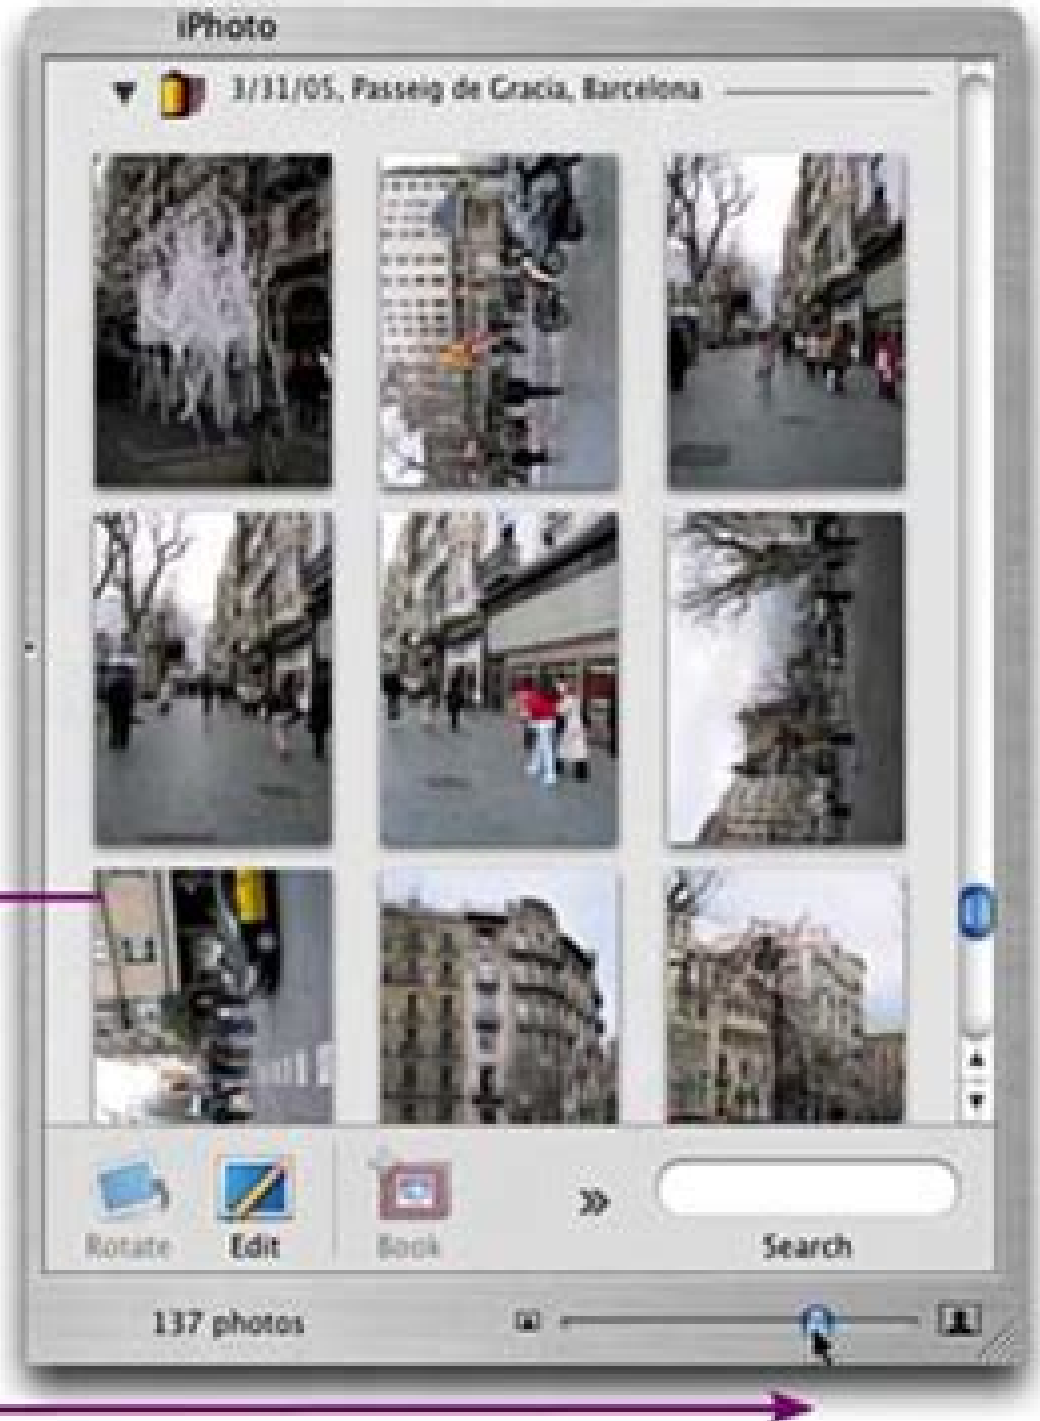 iPhoto
3/31/05, Passeig de Gracia, Barcelona
Rotate
Edit
Book
Search
137 photos